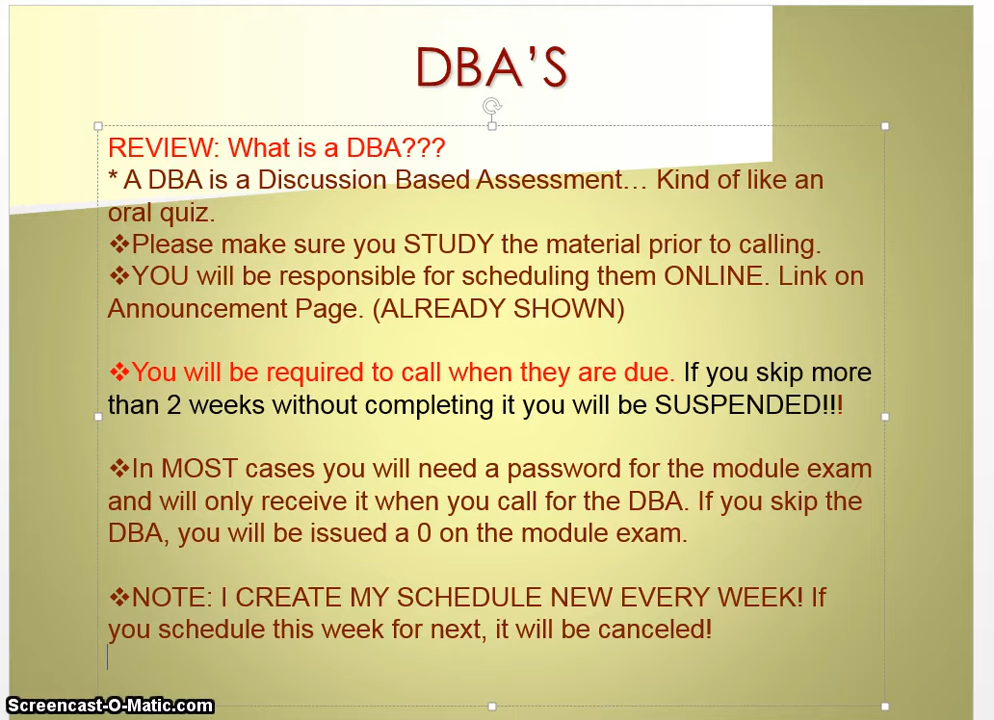 DBA'S
REVIEW: What is a DBA???
* A DBA is a Discussion Based Assessment... Kind of like an
oral quiz.
❖Please make sure you STUDY the material prior to calling.
❖YOU will be responsible for scheduling them ONLINE. Link on
Announcement Page. (ALREADY SHOWN)
❖You will be required to call when they are due. If you skip more
than 2 weeks without completing it you will be SUSPENDED!!!
❖In MOST cases you will need a password for the module exam
and will only receive it when you call for the DBA. If you skip the
DBA, you will be issued a 0 on the module exam.
❖NOTE: I CREATE MY SCHEDULE NEW EVERY WEEK! If
you schedule this week for next, it will be canceled!
Screencast-O-Matic.com